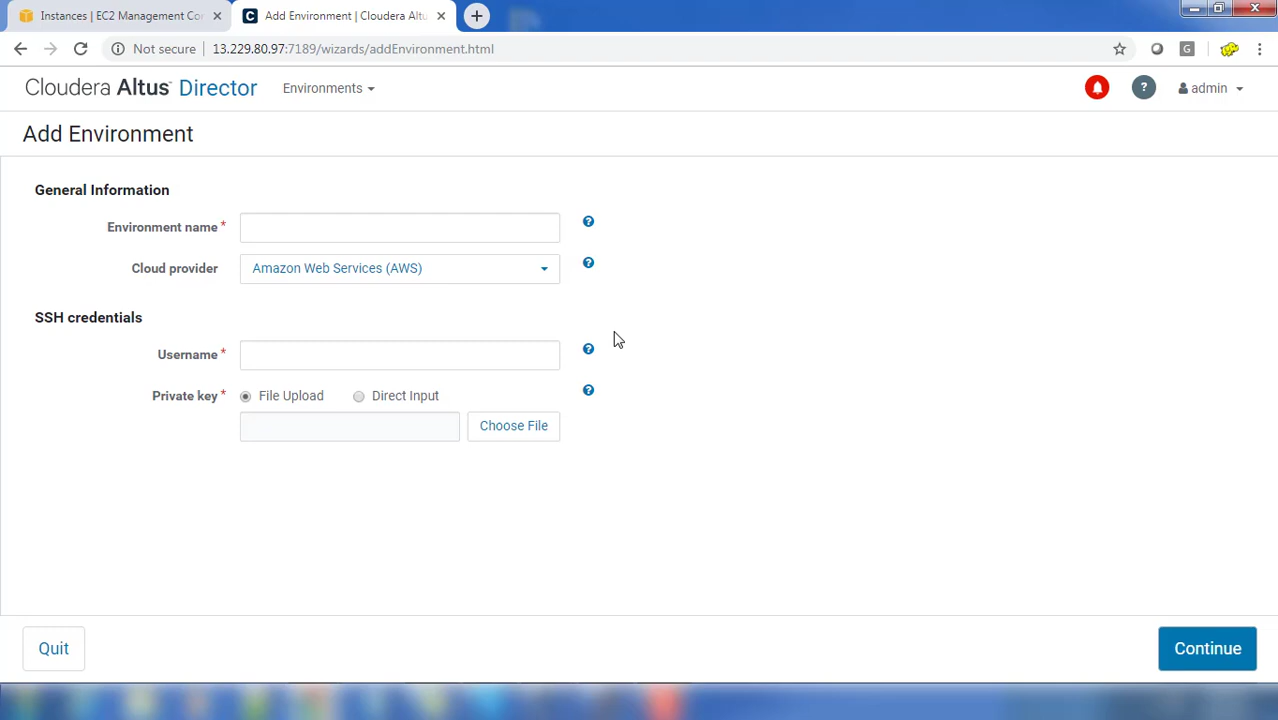 Instances | EC2 Management Con
Add Environment | Cloudera Altu
Not secure | 13.229.80.97:7189/wizards/addEnvironment.html
G
Cloudera Altus Director
Environments
?
admin
Add Environment
General Information
Environment name *
?
Cloud provider
Amazon Web Services (AWS)
?
SSH credentials
Username *
?
Private key *
File Upload
Direct Input
?
Choose File
Quit
Continue